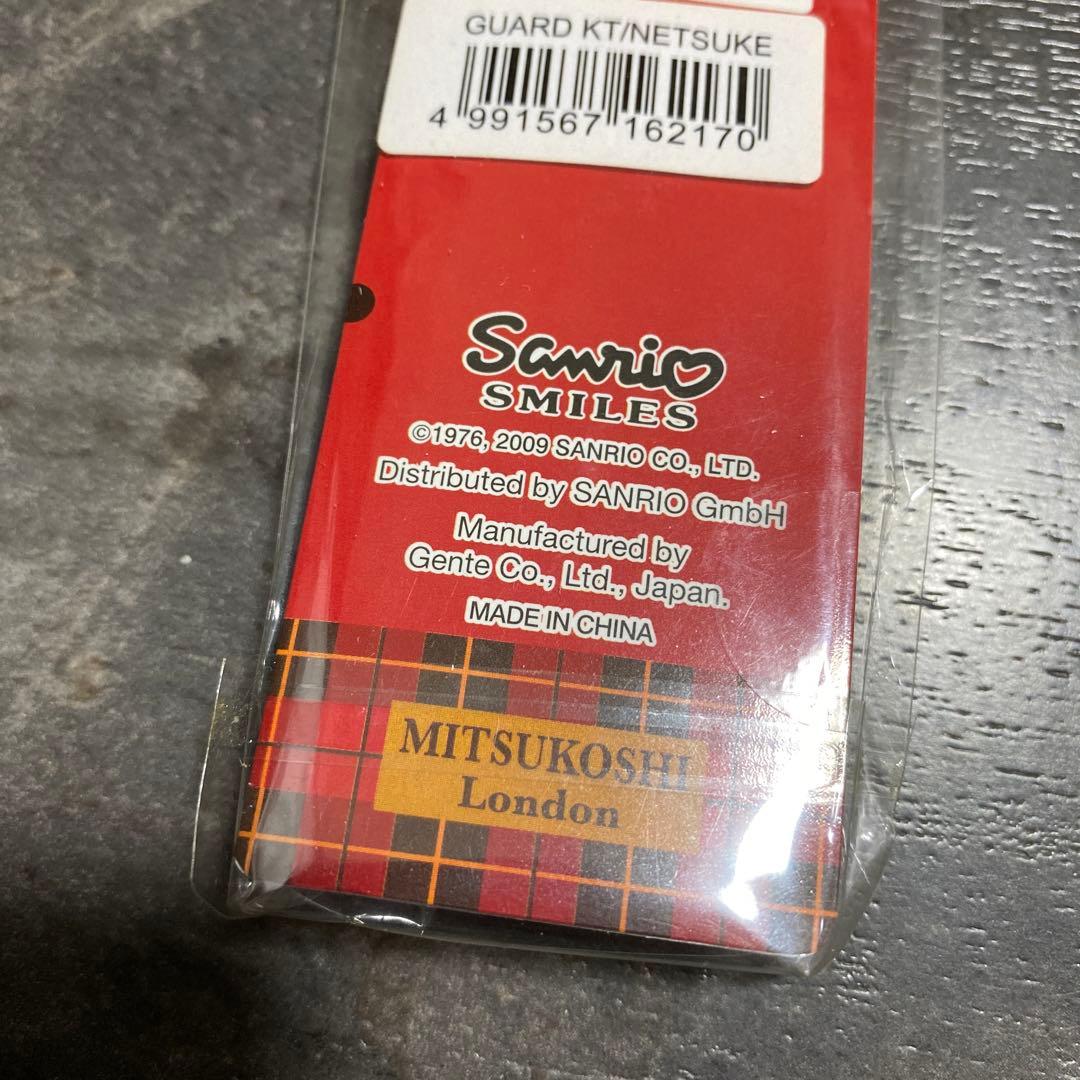 GUARD KT/NETSUKE
4 991567 162170
Sanrio
SMILES
©1976, 2009 SANRIO CO., LTD.
Distributed by SANRIO GmbH
Manufactured by
Gente Co., Ltd., Japan.
MADE IN CHINA
MITSUKOSHI
London